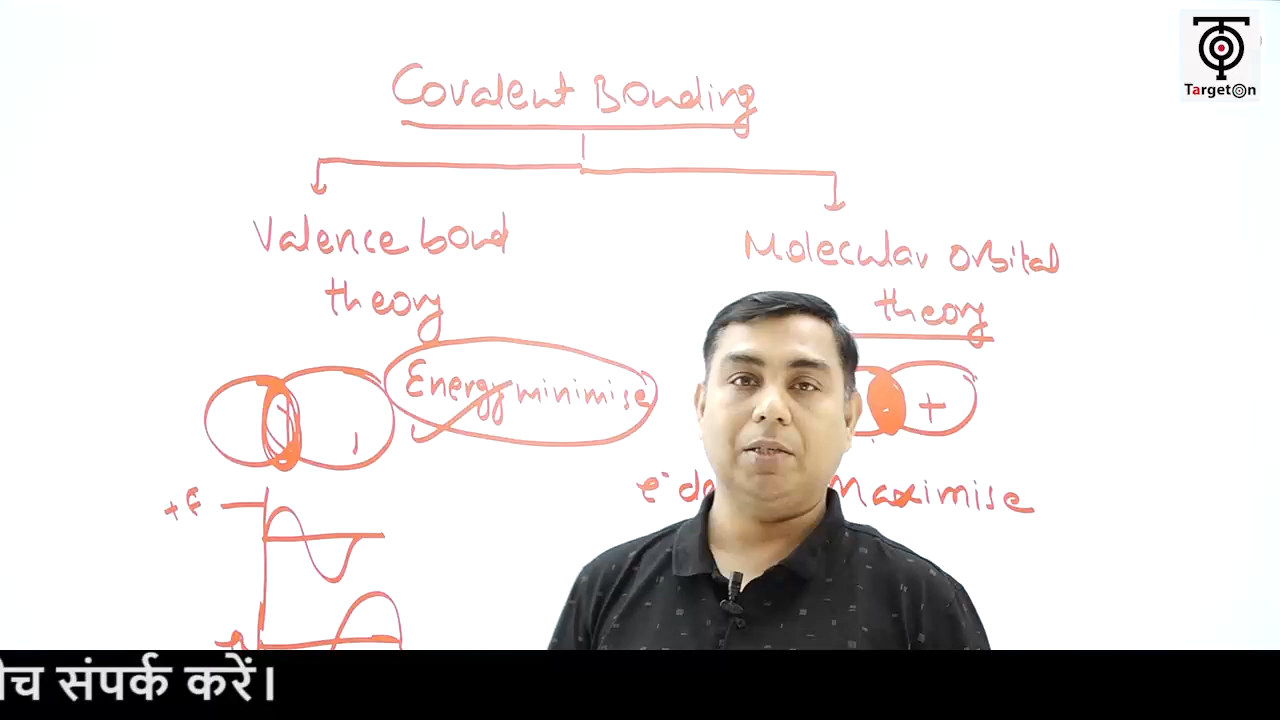 TargetOn
Covalent Bonding
Valence bond
theory
Molecular orbital
theory
Energy minimise
+
e⁻ de
Maximise
+E
संपर्क करें।